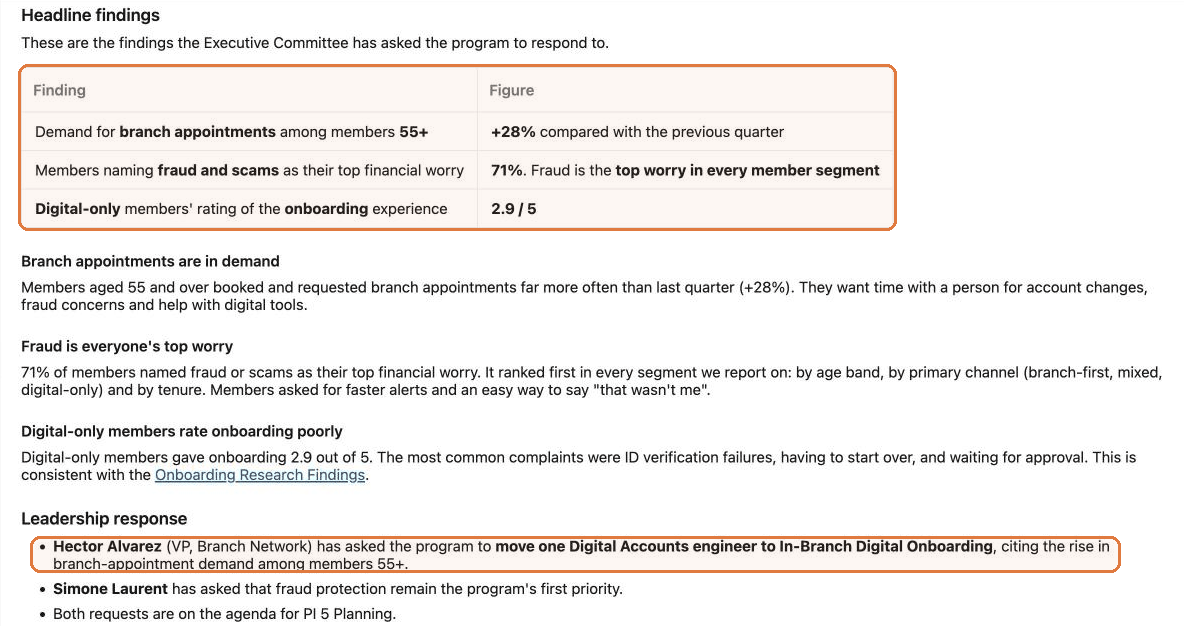 Headline findings
These are the findings the Executive Committee has asked the program to respond to.
Finding Figure
Demand for branch appointments among members 55+ +28% compared with the previous quarter
Members naming fraud and scams as their top financial worry 71%. Fraud is the top worry in every member segment
Digital-only members' rating of the onboarding experience 2.9 / 5
Branch appointments are in demand
Members aged 55 and over booked and requested branch appointments far more often than last quarter (+28%). They want time with a person for account changes,
fraud concerns and help with digital tools.
Fraud is everyone's top worry
71% of members named fraud or scams as their top financial worry. It ranked first in every segment we report on: by age band, by primary channel (branch-first, mixed,
digital-only) and by tenure. Members asked for faster alerts and an easy way to say "that wasn't me".
Digital-only members rate onboarding poorly
Digital-only members gave onboarding 2.9 out of 5. The most common complaints were ID verification failures, having to start over, and waiting for approval. This is
consistent with the Onboarding Research Findings.
Leadership response
• Hector Alvarez (VP, Branch Network) has asked the program to move one Digital Accounts engineer to In-Branch Digital Onboarding, citing the rise in
branch-appointment demand among members 55+.
• Simone Laurent has asked that fraud protection remain the program's first priority.
• Both requests are on the agenda for PI 5 Planning.